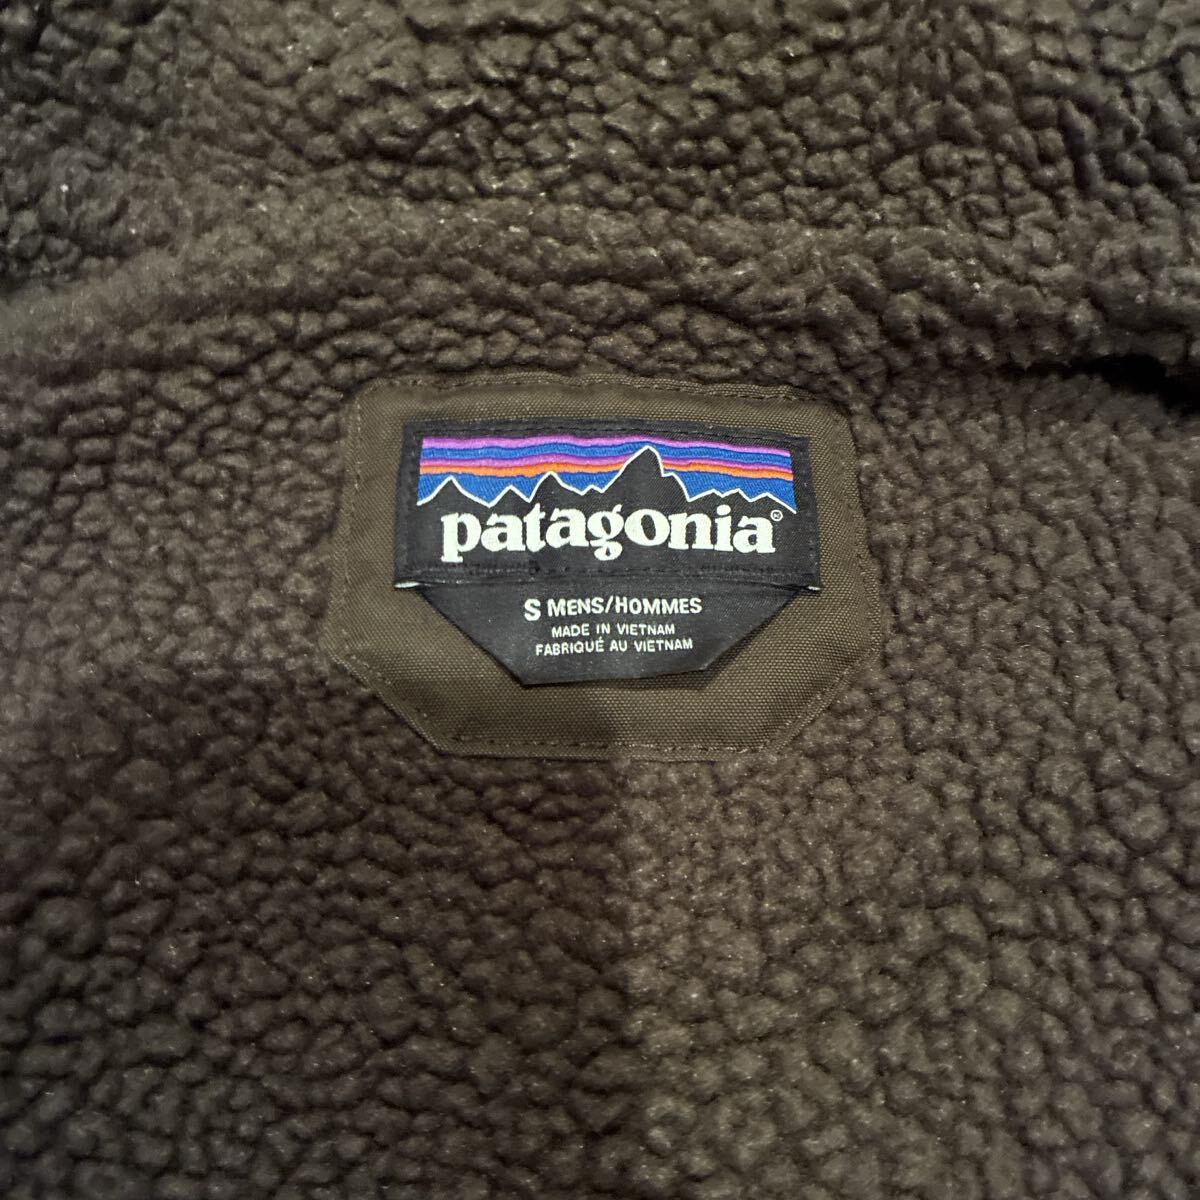 patagonia®
S MENS/HOMMES
MADE IN VIETNAM
FABRIQUÉ AU VIETNAM